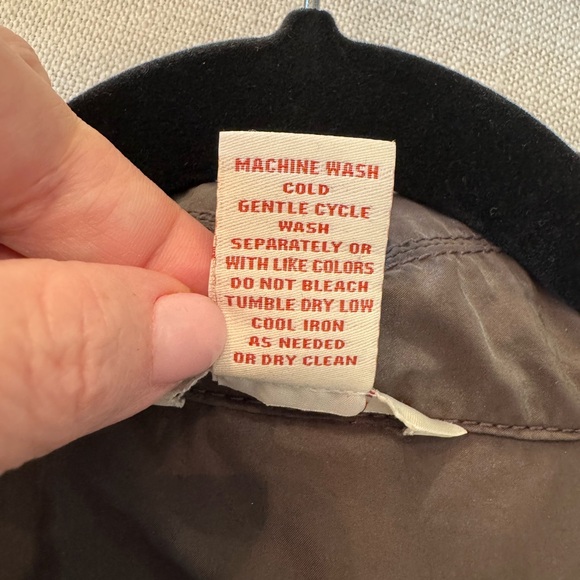 MACHINE WASH
COLD
GENTLE CYCLE
WASH
SEPARATELY OR
WITH LIKE COLORS
DO NOT BLEACH
TUMBLE DRY LOW
COOL IRON
AS NEEDED
OR DRY CLEAN